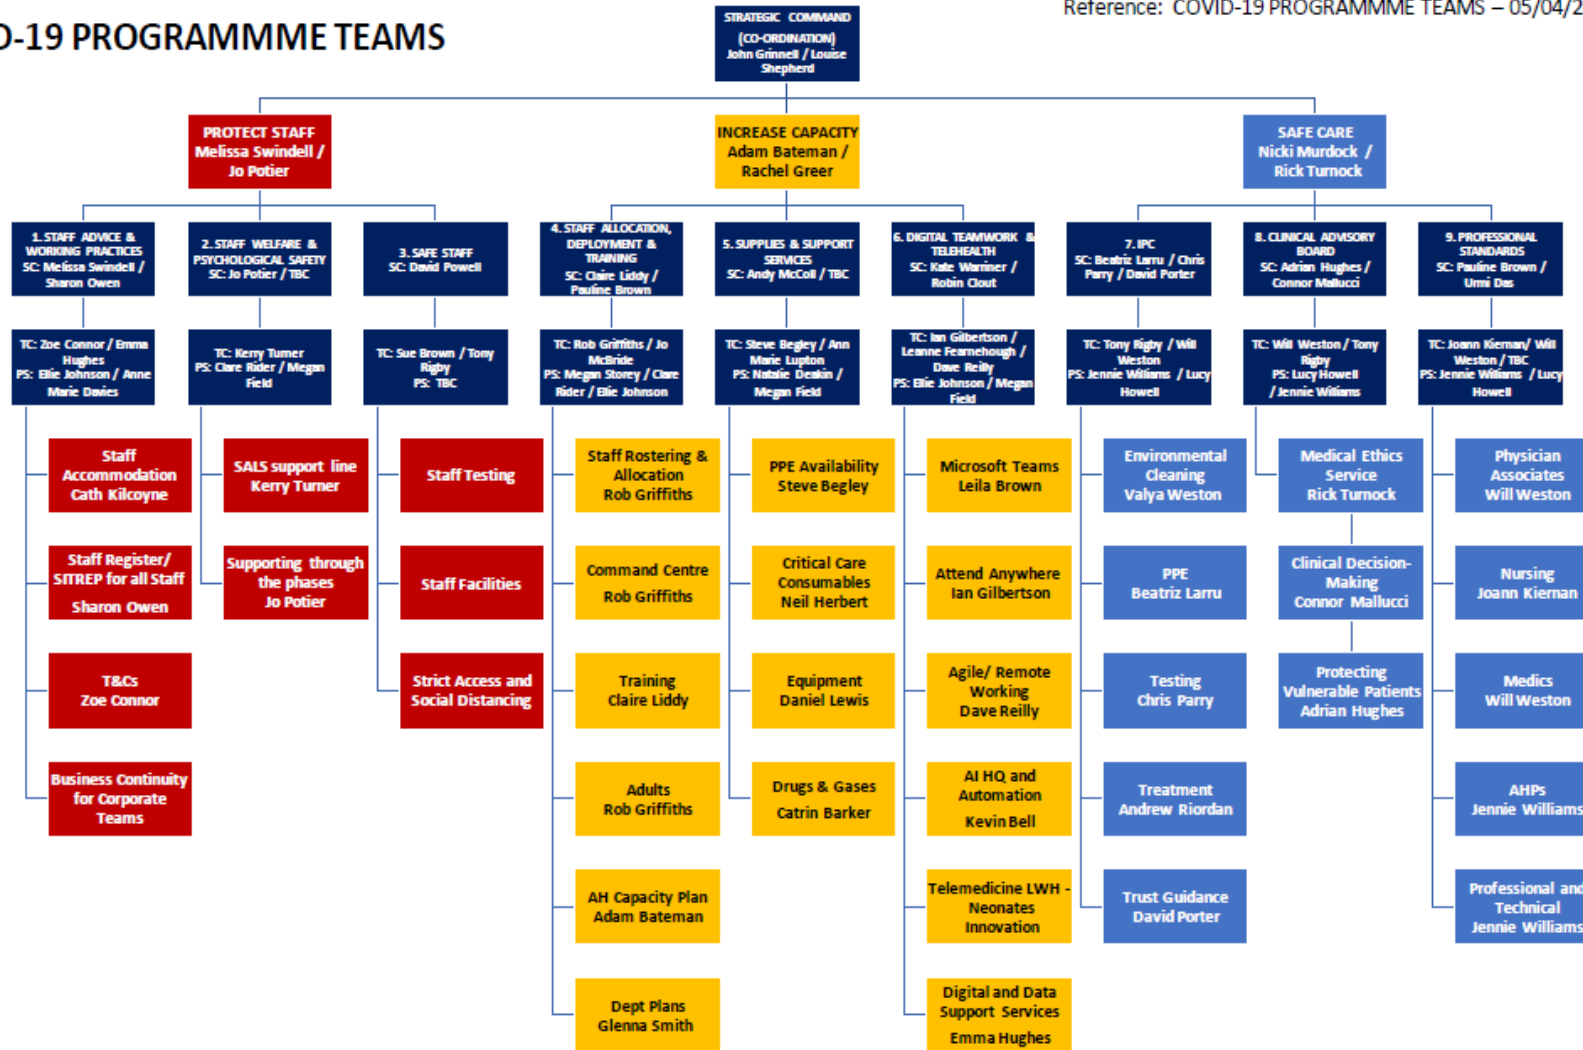 Reference: COVID-19 PROGRAMMME TEAMS – 05/04/2
D-19 PROGRAMMME TEAMS
STRATEGIC COMMAND
(CO-ORDINATION)
John Grinnell / Louise
Shepherd
PROTECT STAFF
Melissa Swindell /
Jo Potier
INCREASE CAPACITY
Adam Bateman /
Rachel Greer
SAFE CARE
Nicki Murdock /
Rick Turnock
1. STAFF ADVICE &
WORKING PRACTICES
SC: Melissa Swindell /
Sharon Owen
2. STAFF WELFARE &
PSYCHOLOGICAL SAFETY
SC: Jo Potier / TBC
3. SAFE STAFF
SC: David Powell
4. STAFF ALLOCATION,
DEPLOYMENT &
TRAINING
SC: Claire Liddy /
Pauline Brown
5. SUPPLIES & SUPPORT
SERVICES
SC: Andy McColl / TBC
6. DIGITAL TEAMWORK &
TELEHEALTH
SC: Kate Warriner /
Robin Clout
7. IPC
SC: Beatriz Larru / Chris
Parry / David Porter
8. CLINICAL ADVISORY
BOARD
SC: Adrian Hughes /
Connor Mallucci
9. PROFESSIONAL
STANDARDS
SC: Pauline Brown /
Urmi Das
TC: Zoe Connor / Emma
Hughes
PS: Ellie Johnson / Anne
Marie Davies
TC: Kerry Turner
PS: Clare Rider / Megan
Field
TC: Sue Brown / Tony
Rigby
PS: TBC
TC: Rob Griffiths / Jo
McBride
PS: Megan Storey / Clare
Rider / Ellie Johnson
TC: Steve Begley / Ann
Marie Lupton
PS: Natalie Deakin /
Megan Field
TC: Ian Gilbertson /
Leanne Fearnehough /
Dave Reilly
PS: Ellie Johnson / Megan
Field
TC: Tony Rigby / Will
Weston
PS: Jennie Williams / Lucy
Howell
TC: Will Weston / Tony
Rigby
PS: Lucy Howell
/ Jennie Williams
TC: Joann Kiernan/ Will
Weston / TBC
PS: Jennie Williams / Lucy
Howell
Staff
Accommodation
Cath Kilcoyne
SALS support line
Kerry Turner
Staff Testing
Staff Rostering &
Allocation
Rob Griffiths
PPE Availability
Steve Begley
Microsoft Teams
Leila Brown
Environmental
Cleaning
Valya Weston
Medical Ethics
Service
Rick Turnock
Physician
Associates
Will Weston
Staff Register/
SITREP for all Staff
Sharon Owen
Supporting through
the phases
Jo Potier
Staff Facilities
Command Centre
Rob Griffiths
Critical Care
Consumables
Neil Herbert
Attend Anywhere
Ian Gilbertson
PPE
Beatriz Larru
Clinical Decision-
Making
Connor Mallucci
Nursing
Joann Kiernan
T&Cs
Zoe Connor
Strict Access and
Social Distancing
Training
Claire Liddy
Equipment
Daniel Lewis
Agile/ Remote
Working
Dave Reilly
Testing
Chris Parry
Protecting
Vulnerable Patients
Adrian Hughes
Medics
Will Weston
Business Continuity
for Corporate
Teams
Adults
Rob Griffiths
Drugs & Gases
Catrin Barker
AI HQ and
Automation
Kevin Bell
Treatment
Andrew Riordan
AHPs
Jennie Williams
AH Capacity Plan
Adam Bateman
Telemedicine LWH -
Neonates
Innovation
Trust Guidance
David Porter
Professional and
Technical
Jennie Williams
Dept Plans
Glenna Smith
Digital and Data
Support Services
Emma Hughes